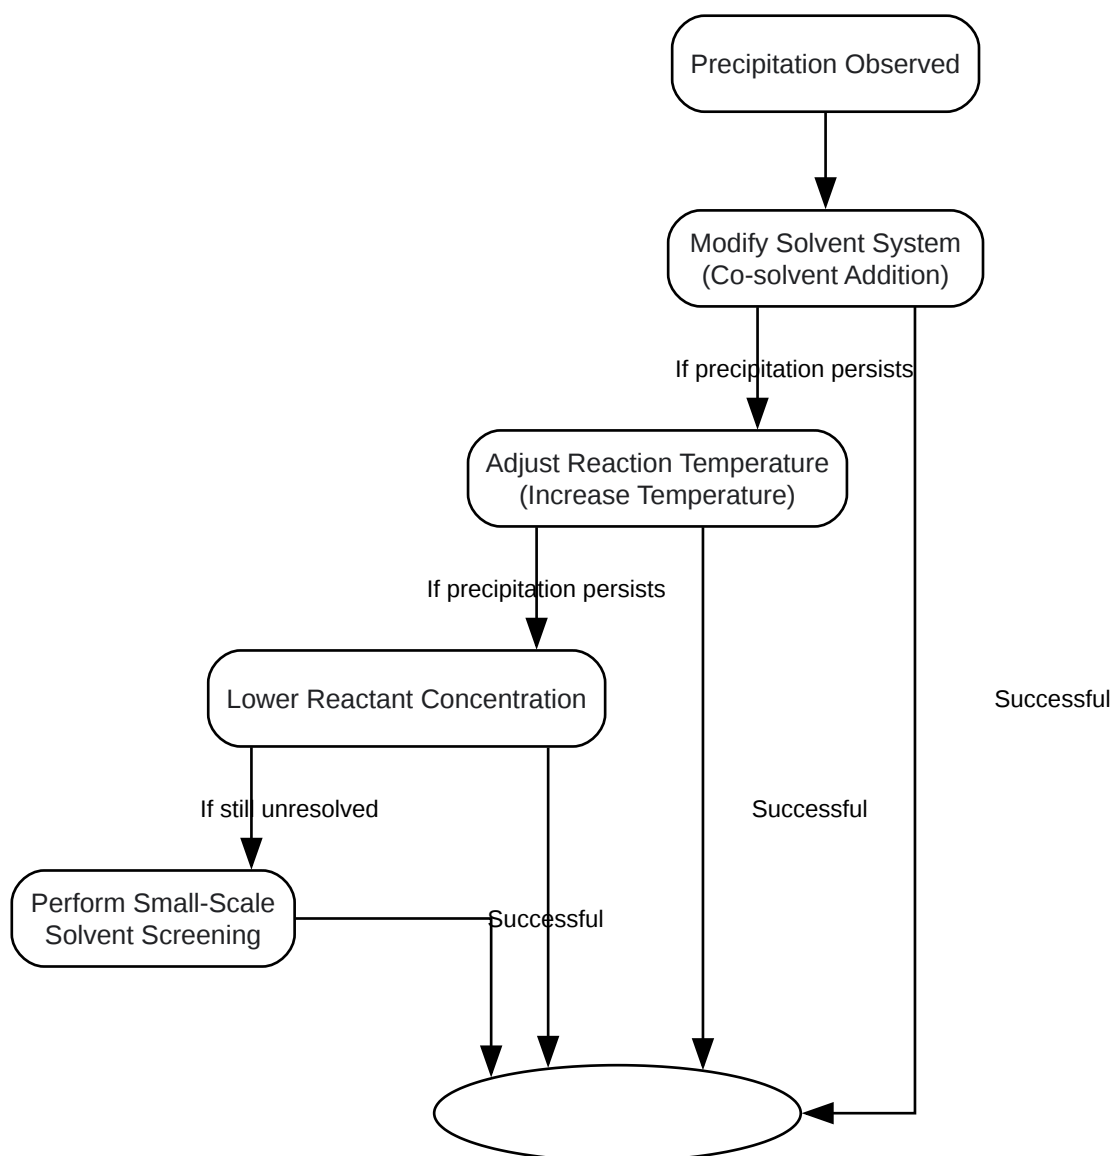 Precipitation Observed
Modify Solvent System
(Co-solvent Addition)
If precipitation persists
Adjust Reaction Temperature
(Increase Temperature)
If precipitation persists
Lower Reactant Concentration
Successful
If still unresolved
Successful
Perform Small-Scale
Solvent Screening
Successful